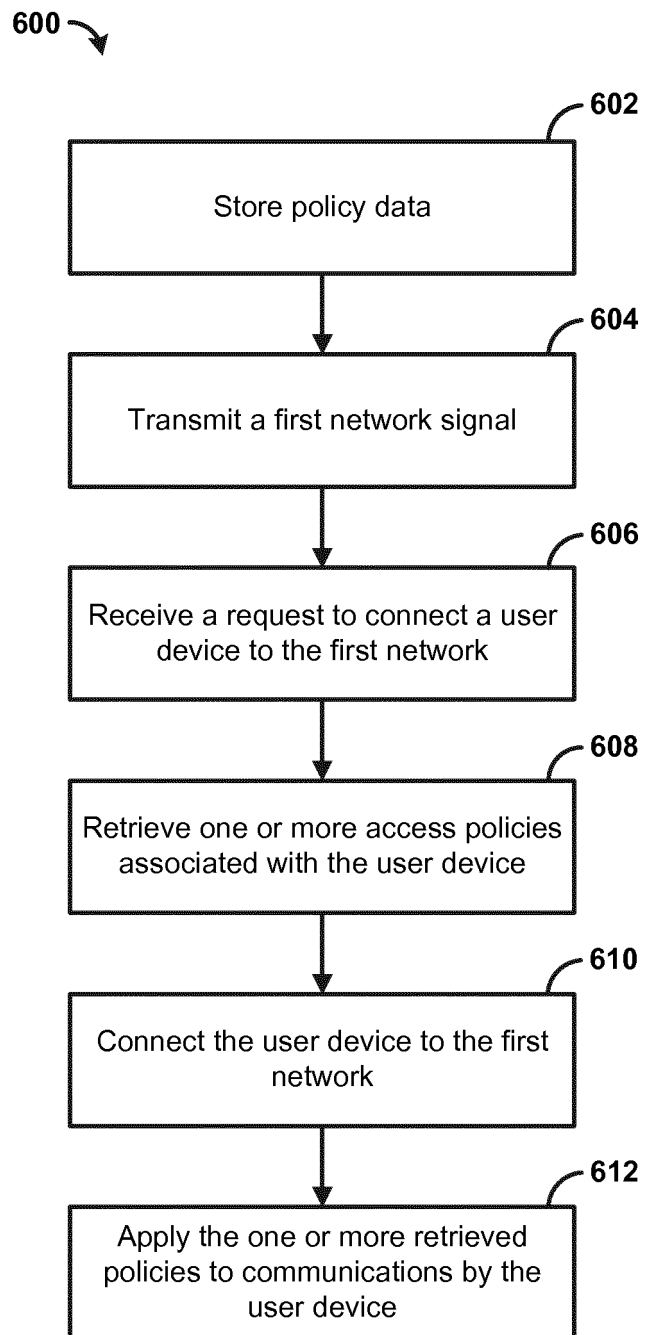 600
602
Store policy data
604
Transmit a first network signal
606
Receive a request to connect a user
device to the first network
608
Retrieve one or more access policies
associated with the user device
610
Connect the user device to the first
network
612
Apply the one or more retrieved
policies to communications by the
user device